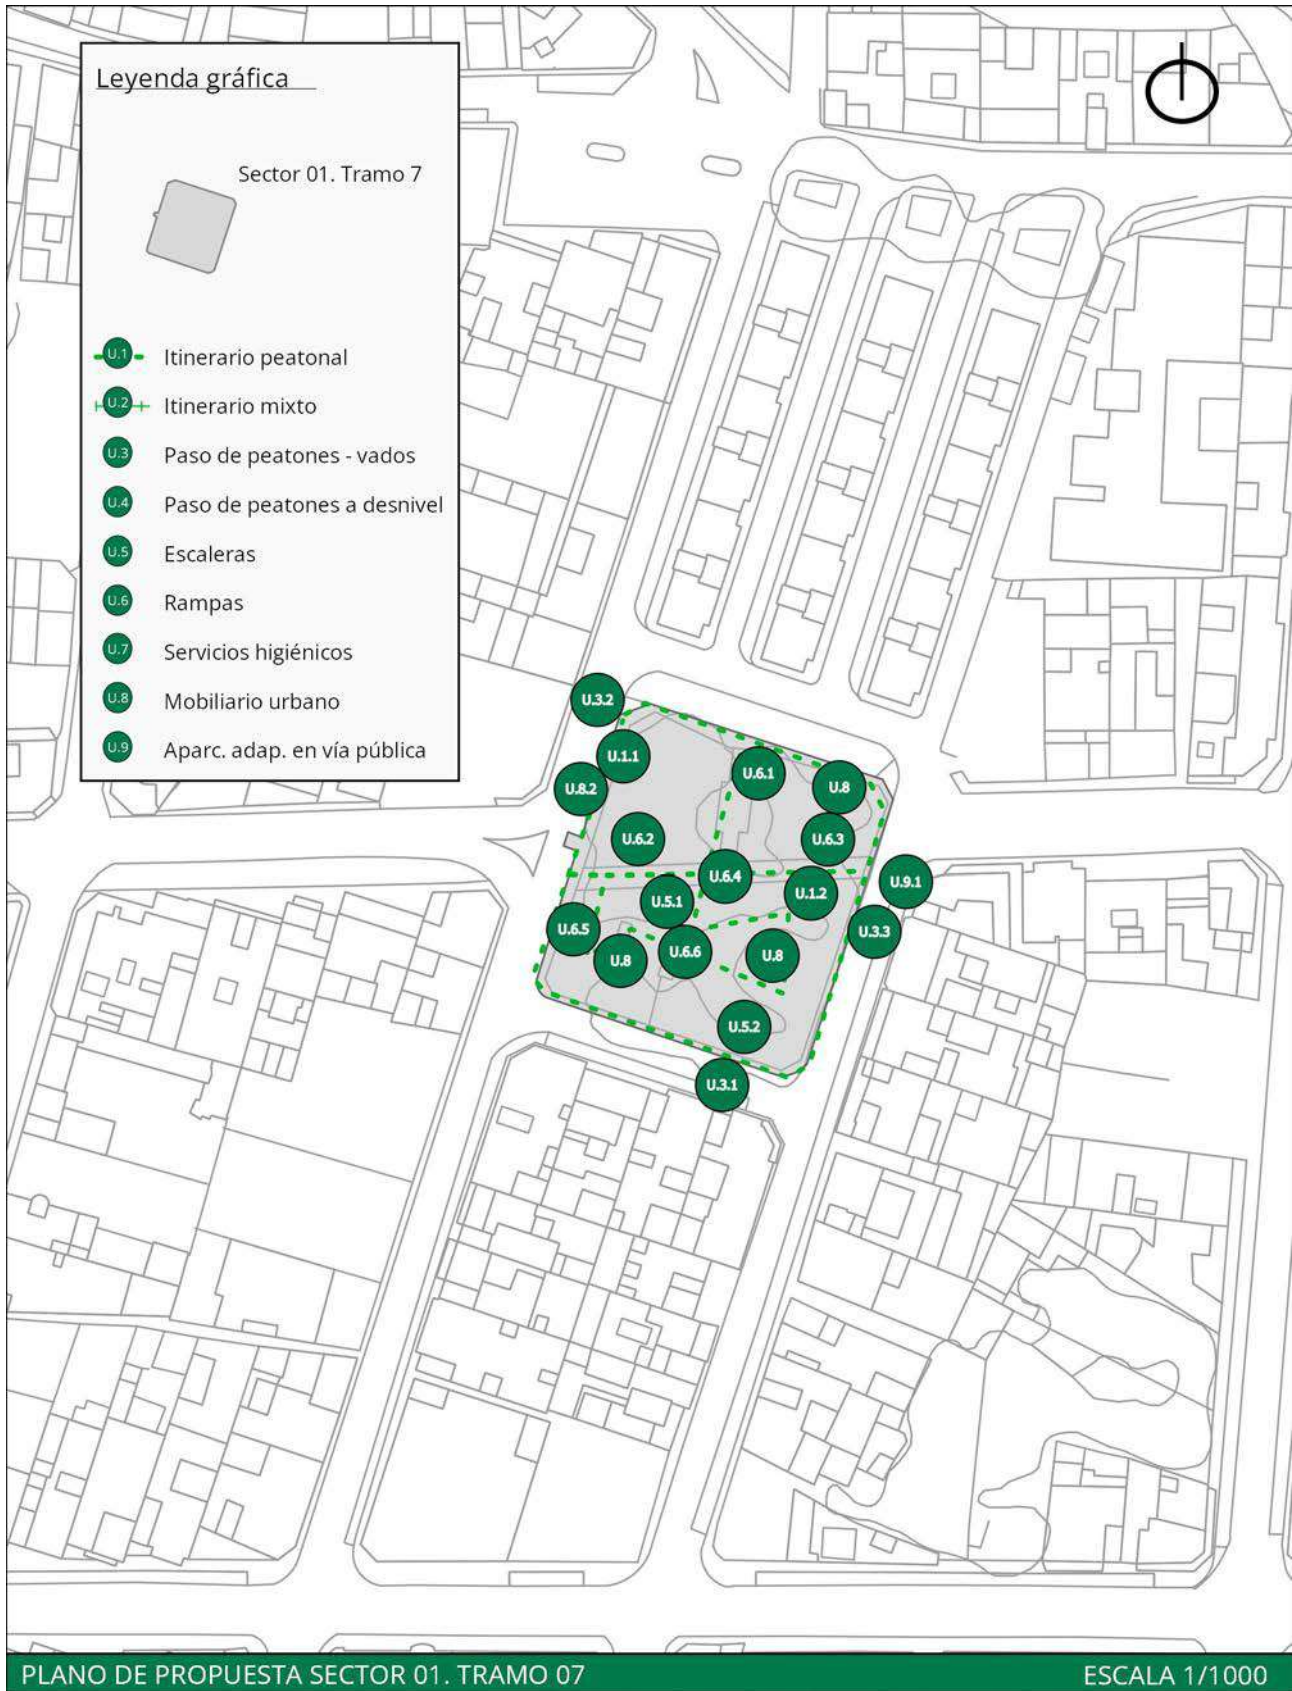 Leyenda gráfica
Sector 01. Tramo 7
U.1 Itinerario peatonal
U.2 Itinerario mixto
U.3 Paso de peatones - vados
U.4 Paso de peatones a desnivel
U.5 Escaleras
U.6 Rampas
U.7 Servicios higiénicos
U.8 Mobiliario urbano
U.9 Aparc. adap. en vía pública
U.3.2
U.1.1
U.6.1
U.8.2
U.8
U.6.2
U.6.3
U.6.4
U.9.1
U.5.1
U.1.2
U.6.5
U.3.3
U.8
U.6.6
U.8
U.5.2
U.3.1
PLANO DE PROPUESTA SECTOR 01. TRAMO 07
ESCALA 1/1000